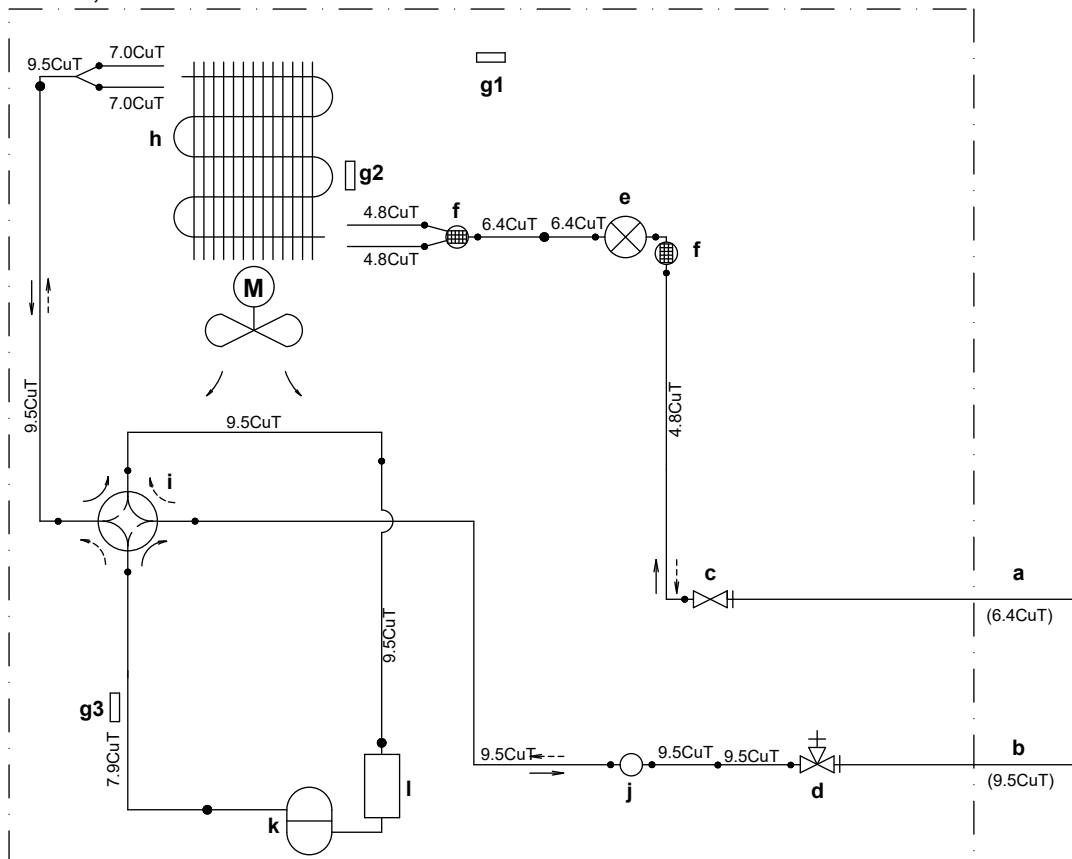 7.0CuT
9.5CuT
7.0CuT
g1
h
g2
4.8CuT
f
6.4CuT
6.4CuT
e
4.8CuT
f
M
9.5CuT
4.8CuT
9.5CuT
i
c
a
(6.4CuT)
9.5CuT
g3
7.9CuT
9.5CuT
9.5CuT
9.5CuT
b
(9.5CuT)
j
d
l
k